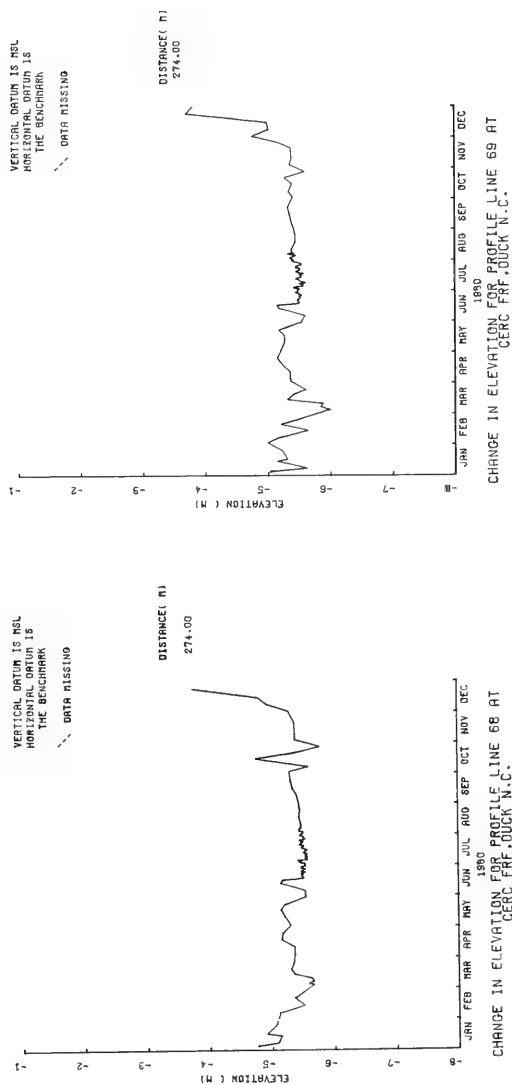 VERTICAL DATUM IS MSL
HORIZONTAL DATUM IS
THE BENCHMARK
DATA MISSING
DISTANCE( M)
274.00
-1
-2
-3
-4
-5
-6
-7
-8
ELEVATION ( M)
JAN FEB MAR APR MAY JUN JUL AUG SEP OCT NOV DEC
1980
CHANGE IN ELEVATION FOR PROFILE LINE 68 AT
CERC FRF,DUCK N.C.
VERTICAL DATUM IS MSL
HORIZONTAL DATUM IS
THE BENCHMARK
DATA MISSING
DISTANCE( M)
274.00
-1
-2
-3
-4
-5
-6
-7
ELEVATION ( M)
JAN FEB MAR APR MAY JUN JUL AUG SEP OCT NOV DEC
1980
CHANGE IN ELEVATION FOR PROFILE LINE 69 AT
CERC FRF,DUCK N.C.